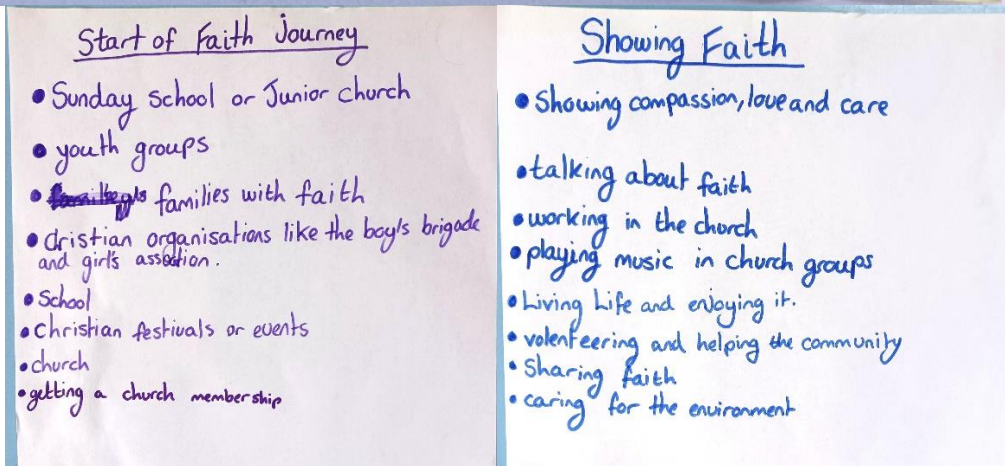 Start of Faith Journey
• Sunday School or Junior church
• youth groups
• families with faith
• Cristian organisations like the boy's brigade
and girl's assotion.
• School
• Christian festivals or events
• church
• getting a church membership
Showing Faith
• Showing compassion, love and care
• talking about faith
• working in the church
• playing music in church groups
• Living Life and enjoying it.
• volenteering and helping the community
• Sharing faith
• caring for the environment